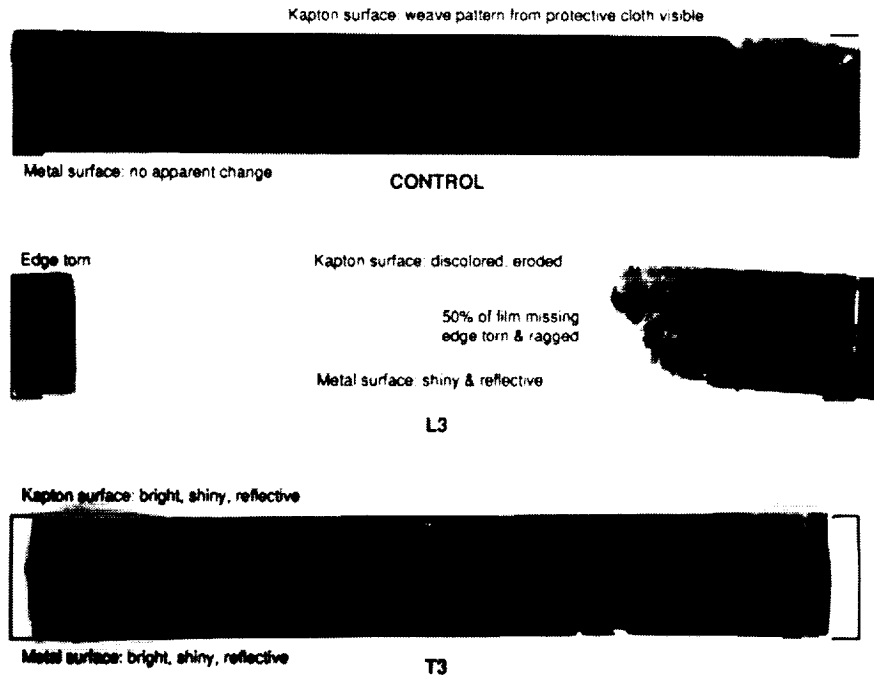 Kapton surface: weave pattern from protective cloth visible
Metal surface: no apparent change
CONTROL
Edge torn
Kapton surface: discolored, eroded
50% of film missing
edge torn & ragged
Metal surface: shiny & reflective
L3
Kapton surface: bright, shiny, reflective
Metal surface: bright, shiny, reflective
T3